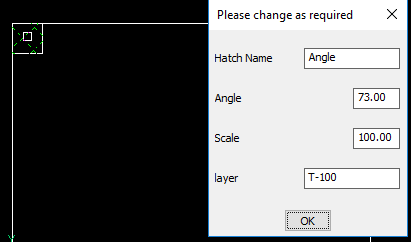 Please change as required
Hatch Name Angle
Angle 73.00
Scale 100.00
layer T-100
OK